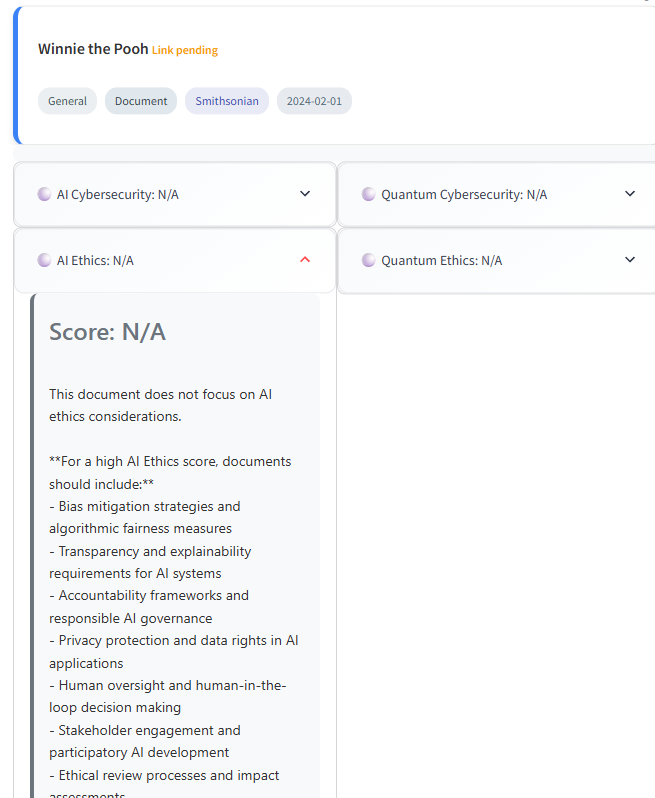 Winnie the Pooh Link pending
General Document Smithsonian 2024-02-01
AI Cybersecurity: N/A
Quantum Cybersecurity: N/A
AI Ethics: N/A
Quantum Ethics: N/A
Score: N/A
This document does not focus on AI
ethics considerations.
**For a high AI Ethics score, documents
should include:**
- Bias mitigation strategies and
algorithmic fairness measures
- Transparency and explainability
requirements for AI systems
- Accountability frameworks and
responsible AI governance
- Privacy protection and data rights in AI
applications
- Human oversight and human-in-the-
loop decision making
- Stakeholder engagement and
participatory AI development
- Ethical review processes and impact
assessments